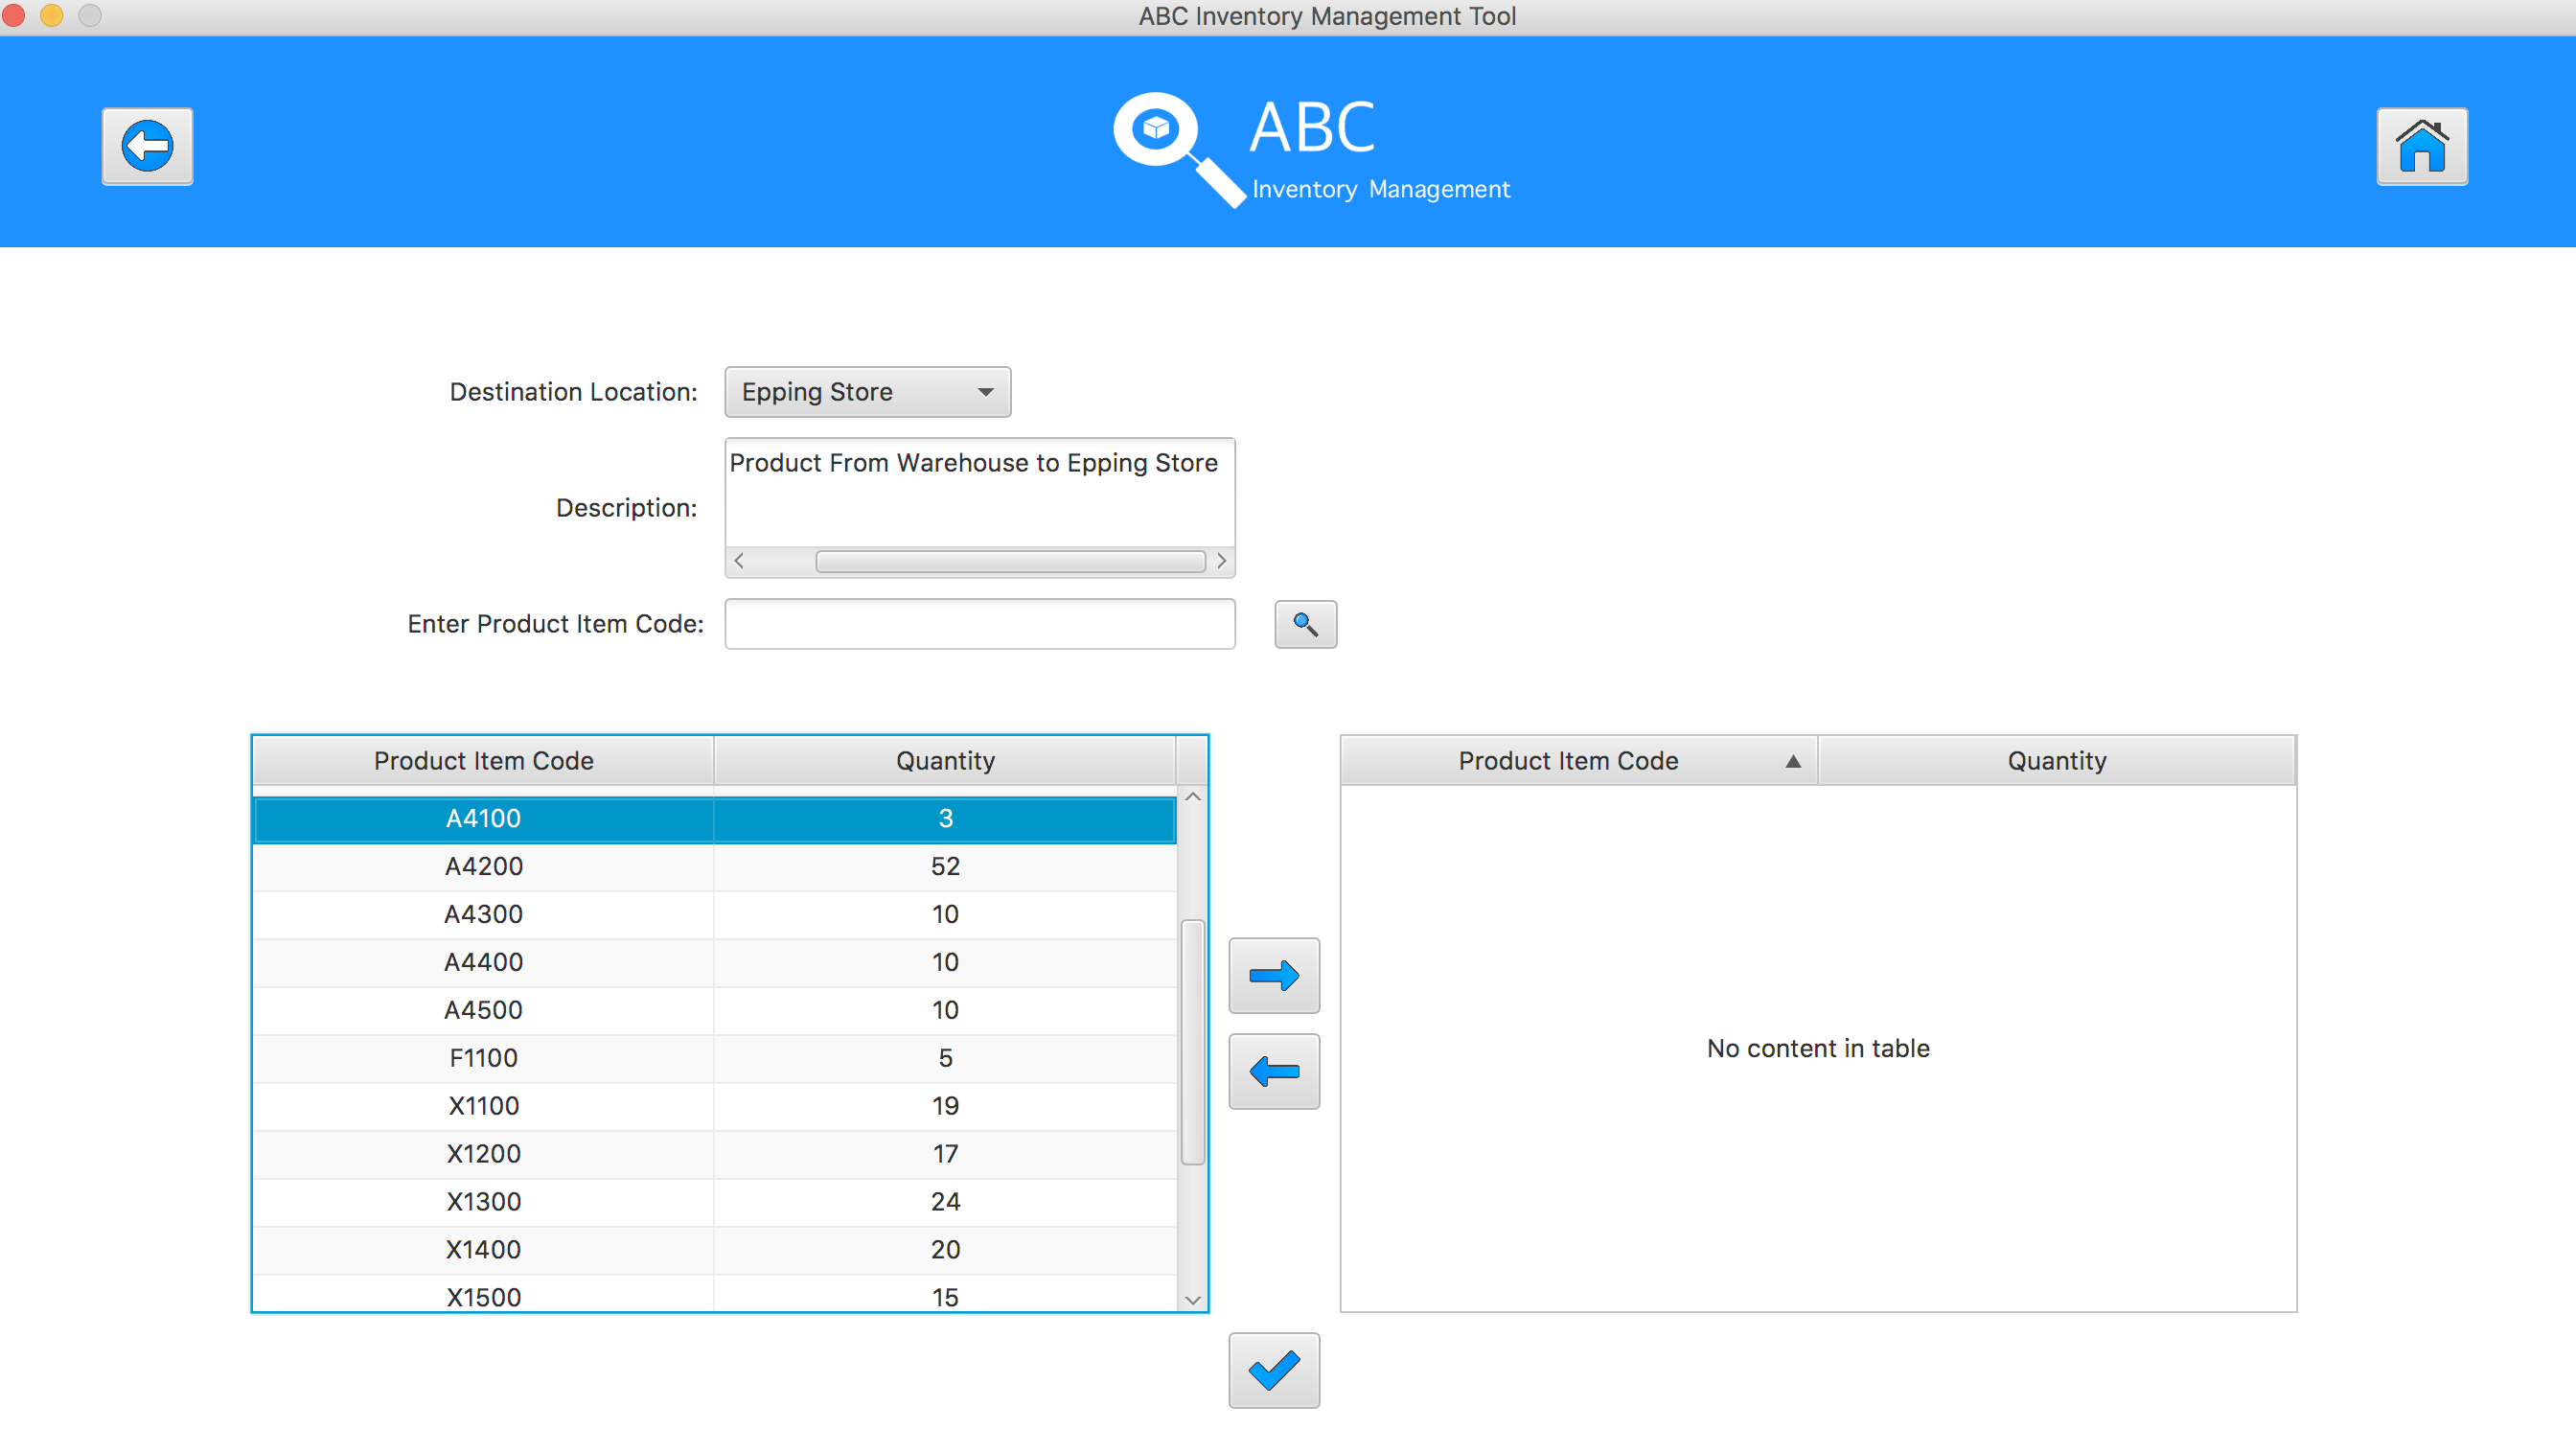 ABC Inventory Management Tool
ABC
Inventory Management
Destination Location: Epping Store
Product From Warehouse to Epping Store
Description:
Enter Product Item Code:
Product Item Code Quantity
A4100 3
A4200 52
A4300 10
A4400 10
A4500 10
F1100 5
X1100 19
X1200 17
X1300 24
X1400 20
X1500 15
Product Item Code Quantity
No content in table